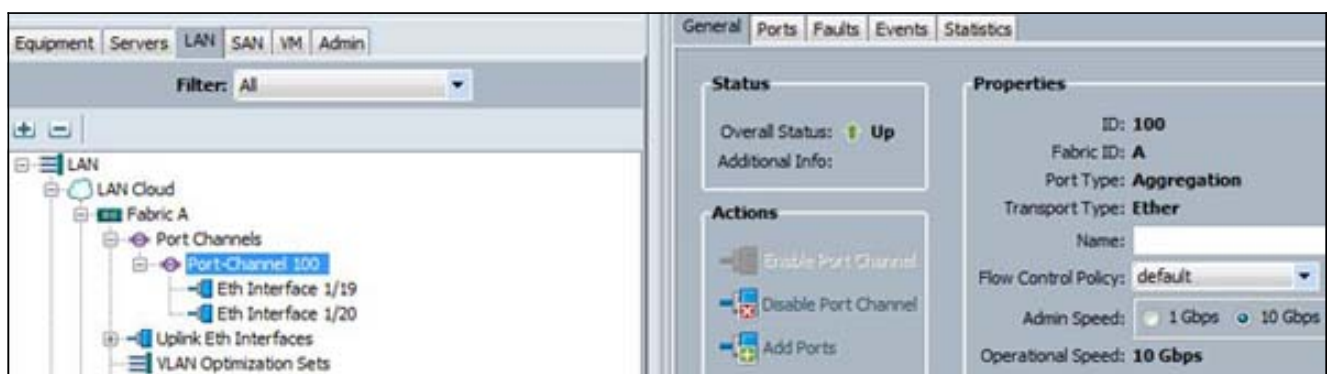 Equipment Servers LAN SAN VM Admin
Filter: All
LAN
LAN Cloud
Fabric A
Port Channels
Port-Channel 100
Eth Interface 1/19
Eth Interface 1/20
Uplink Eth Interfaces
VLAN Optimization Sets
General Ports Faults Events Statistics
Status
Overall Status: Up
Additional Info:
Actions
Enable Port Channel
Disable Port Channel
Add Ports
Properties
ID: 100
Fabric ID: A
Port Type: Aggregation
Transport Type: Ether
Name:
Flow Control Policy: default
Admin Speed: 1 Gbps 10 Gbps
Operational Speed: 10 Gbps